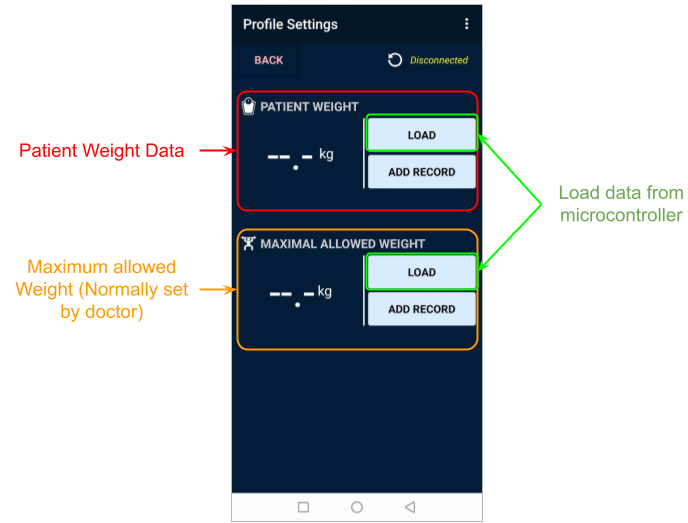 Profile Settings
BACK
Disconnected
PATIENT WEIGHT
LOAD
--.- kg
ADD RECORD
Patient Weight Data
Load data from
microcontroller
MAXIMAL ALLOWED WEIGHT
LOAD
--.- kg
ADD RECORD
Maximum allowed
Weight (Normally set
by doctor)